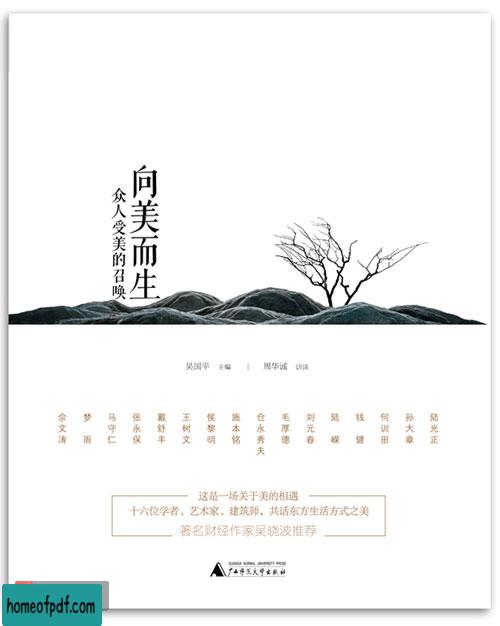 向美而生
众人受美的召唤
吴国平 主编 | 周华诚 访谈
陆光正
孙大章
何训田
钱健
陆嵘
刘元春
毛厚德
仓永秀夫
施本铭
侯黎明
王树文
戴舒丰
张永保
马守仁
梦雨
佘文涛
这是一场关于美的相遇
十六位学者、艺术家、建筑师，共话东方生活方式之美
著名财经作家吴晓波推荐
GUANGXI NORMAL UNIVERSITY PRESS
广西师范大学出版社
homeofpdf.com